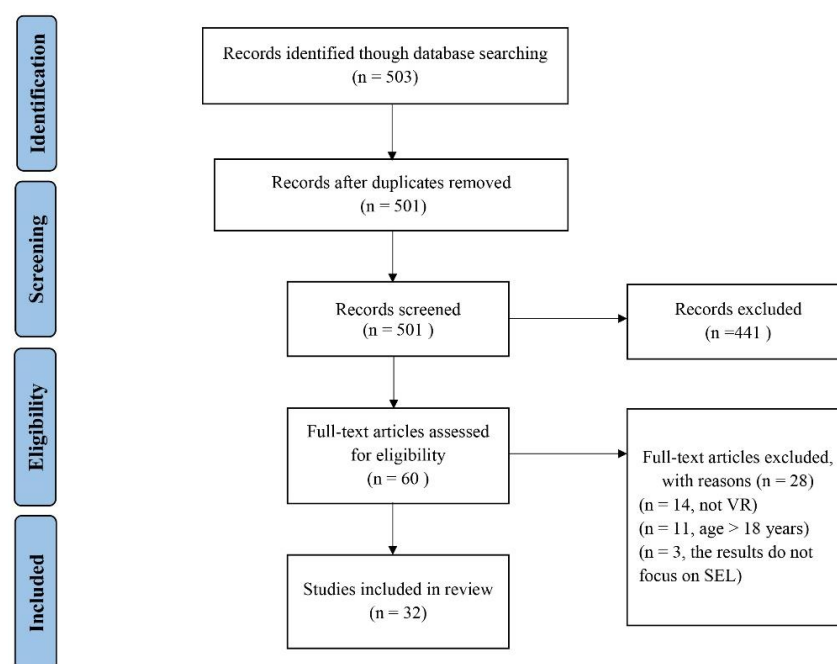 Identification
Records identified though database searching
(n = 503)
Records after duplicates removed
(n = 501)
Screening
Records screened
(n = 501 )
Records excluded
(n =441 )
Eligibility
Full-text articles assessed
for eligibility
(n = 60 )
Full-text articles excluded,
with reasons (n = 28)
(n = 14, not VR)
(n = 11, age > 18 years)
(n = 3, the results do not
focus on SEL)
Included
Studies included in review
(n = 32)